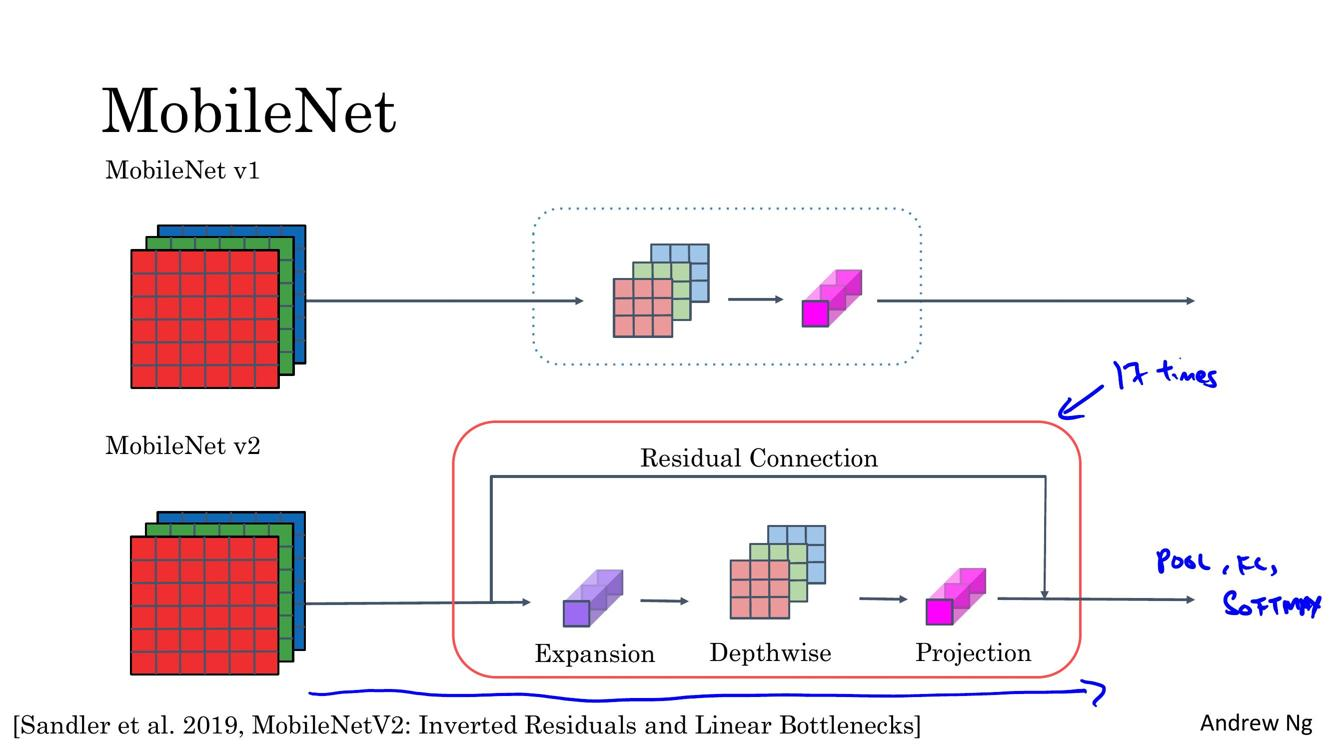 MobileNet
MobileNet v1
17 times
MobileNet v2
Residual Connection
POOL, FC,
SOFTMAX
Expansion
Depthwise
Projection
[Sandler et al. 2019, MobileNetV2: Inverted Residuals and Linear Bottlenecks]
Andrew Ng